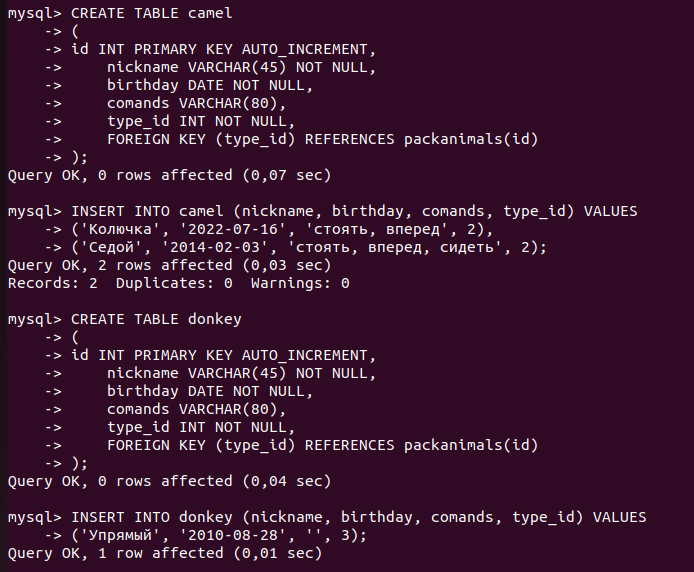 mysql> CREATE TABLE camel
    -> (
    -> id INT PRIMARY KEY AUTO_INCREMENT,
    ->     nickname VARCHAR(45) NOT NULL,
    ->     birthday DATE NOT NULL,
    ->     comands VARCHAR(80),
    ->     type_id INT NOT NULL,
    ->     FOREIGN KEY (type_id) REFERENCES packanimals(id)
    -> );
Query OK, 0 rows affected (0,07 sec)

mysql> INSERT INTO camel (nickname, birthday, comands, type_id) VALUES
    -> ('Колючка', '2022-07-16', 'стоять, вперед', 2),
    -> ('Седой', '2014-02-03', 'стоять, вперед, сидеть', 2);
Query OK, 2 rows affected (0,03 sec)
Records: 2  Duplicates: 0  Warnings: 0

mysql> CREATE TABLE donkey
    -> (
    -> id INT PRIMARY KEY AUTO_INCREMENT,
    ->     nickname VARCHAR(45) NOT NULL,
    ->     birthday DATE NOT NULL,
    ->     comands VARCHAR(80),
    ->     type_id INT NOT NULL,
    ->     FOREIGN KEY (type_id) REFERENCES packanimals(id)
    -> );
Query OK, 0 rows affected (0,04 sec)

mysql> INSERT INTO donkey (nickname, birthday, comands, type_id) VALUES
    -> ('Упрямый', '2010-08-28', '', 3);
Query OK, 1 row affected (0,01 sec)